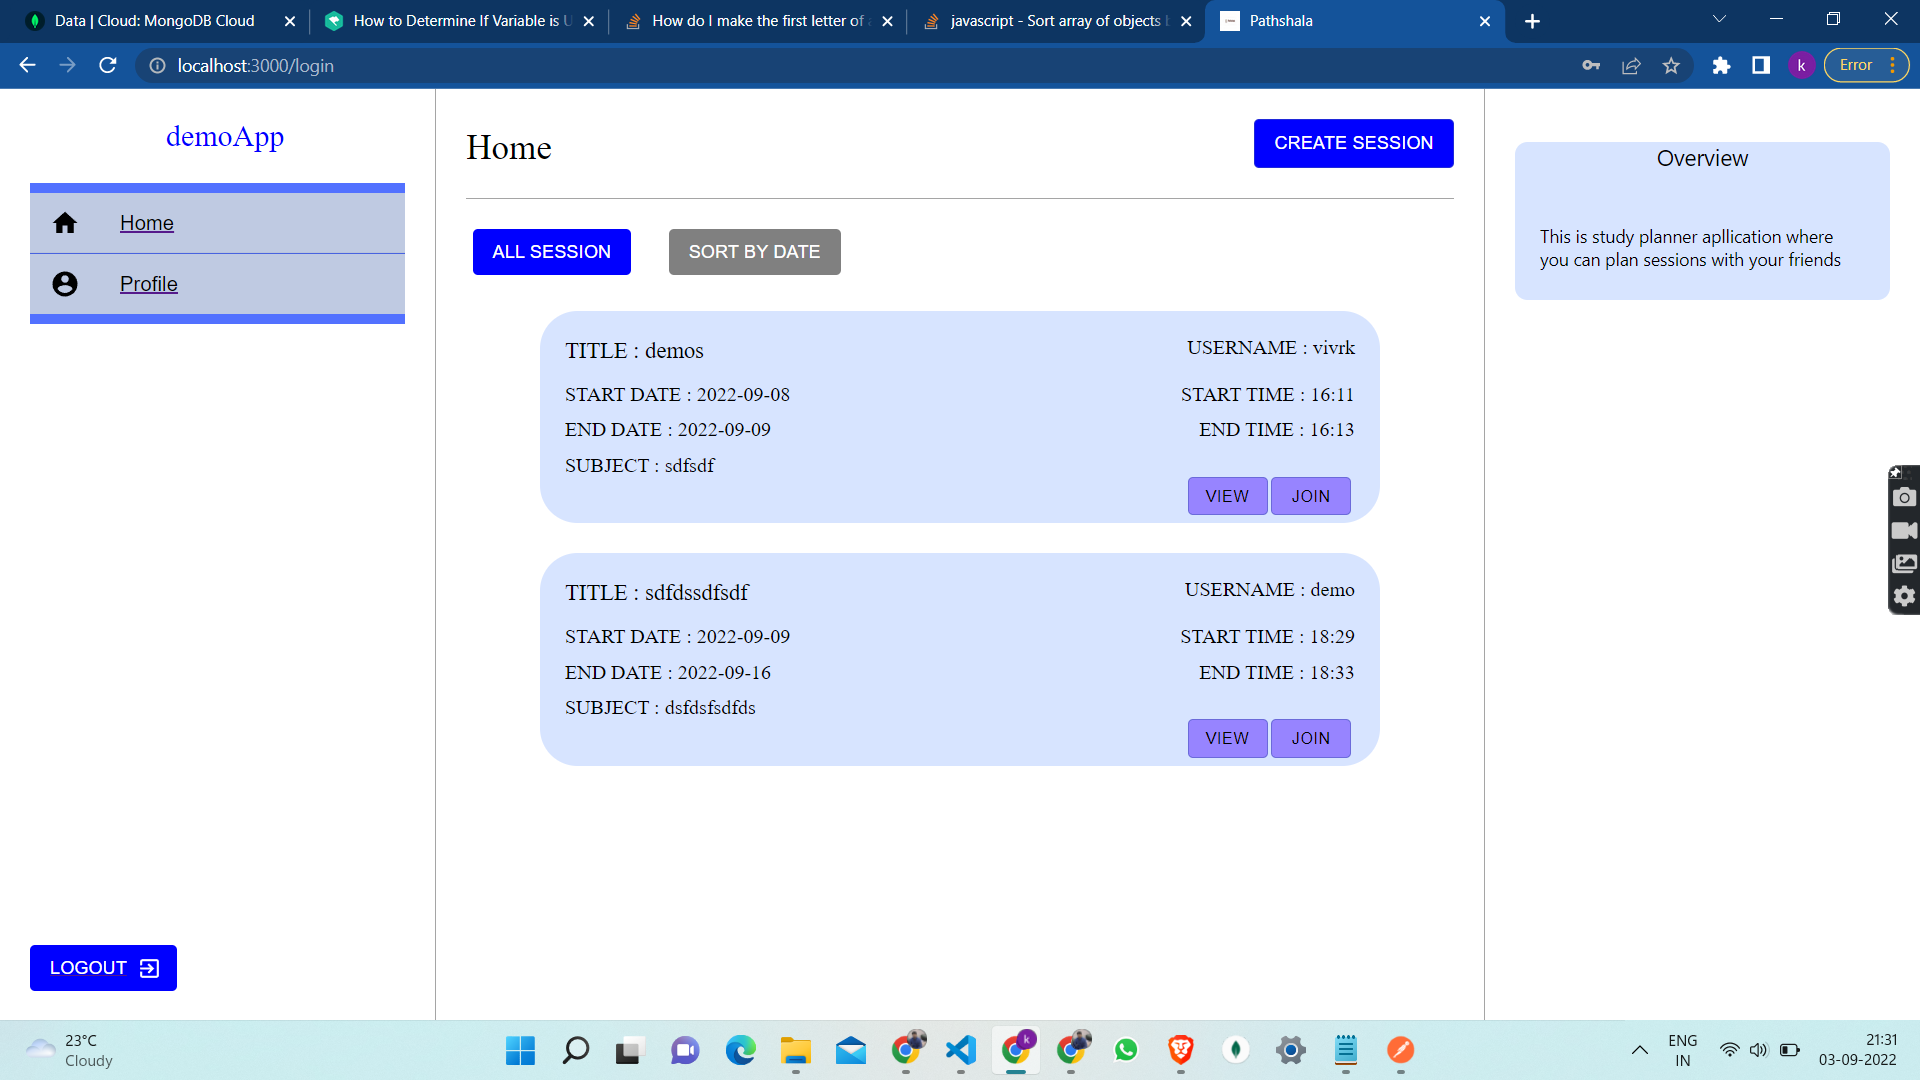 Data | Cloud: MongoDB Cloud
How to Determine If Variable is U
How do I make the first letter of a
javascript - Sort array of objects b
Pathshala
localhost:3000/login
k
Error
demoApp
Home
Profile
LOGOUT
Home
CREATE SESSION
ALL SESSION
SORT BY DATE
TITLE : demos
USERNAME : vivrk
START DATE : 2022-09-08
START TIME : 16:11
END DATE : 2022-09-09
END TIME : 16:13
SUBJECT : sdfsdf
VIEW
JOIN
TITLE : sdfdssdfsdf
USERNAME : demo
START DATE : 2022-09-09
START TIME : 18:29
END DATE : 2022-09-16
END TIME : 18:33
SUBJECT : dsfdsfsdfds
VIEW
JOIN
Overview
This is study planner apllication where
you can plan sessions with your friends
23°C
Cloudy
k
ENG
IN
21:31
03-09-2022